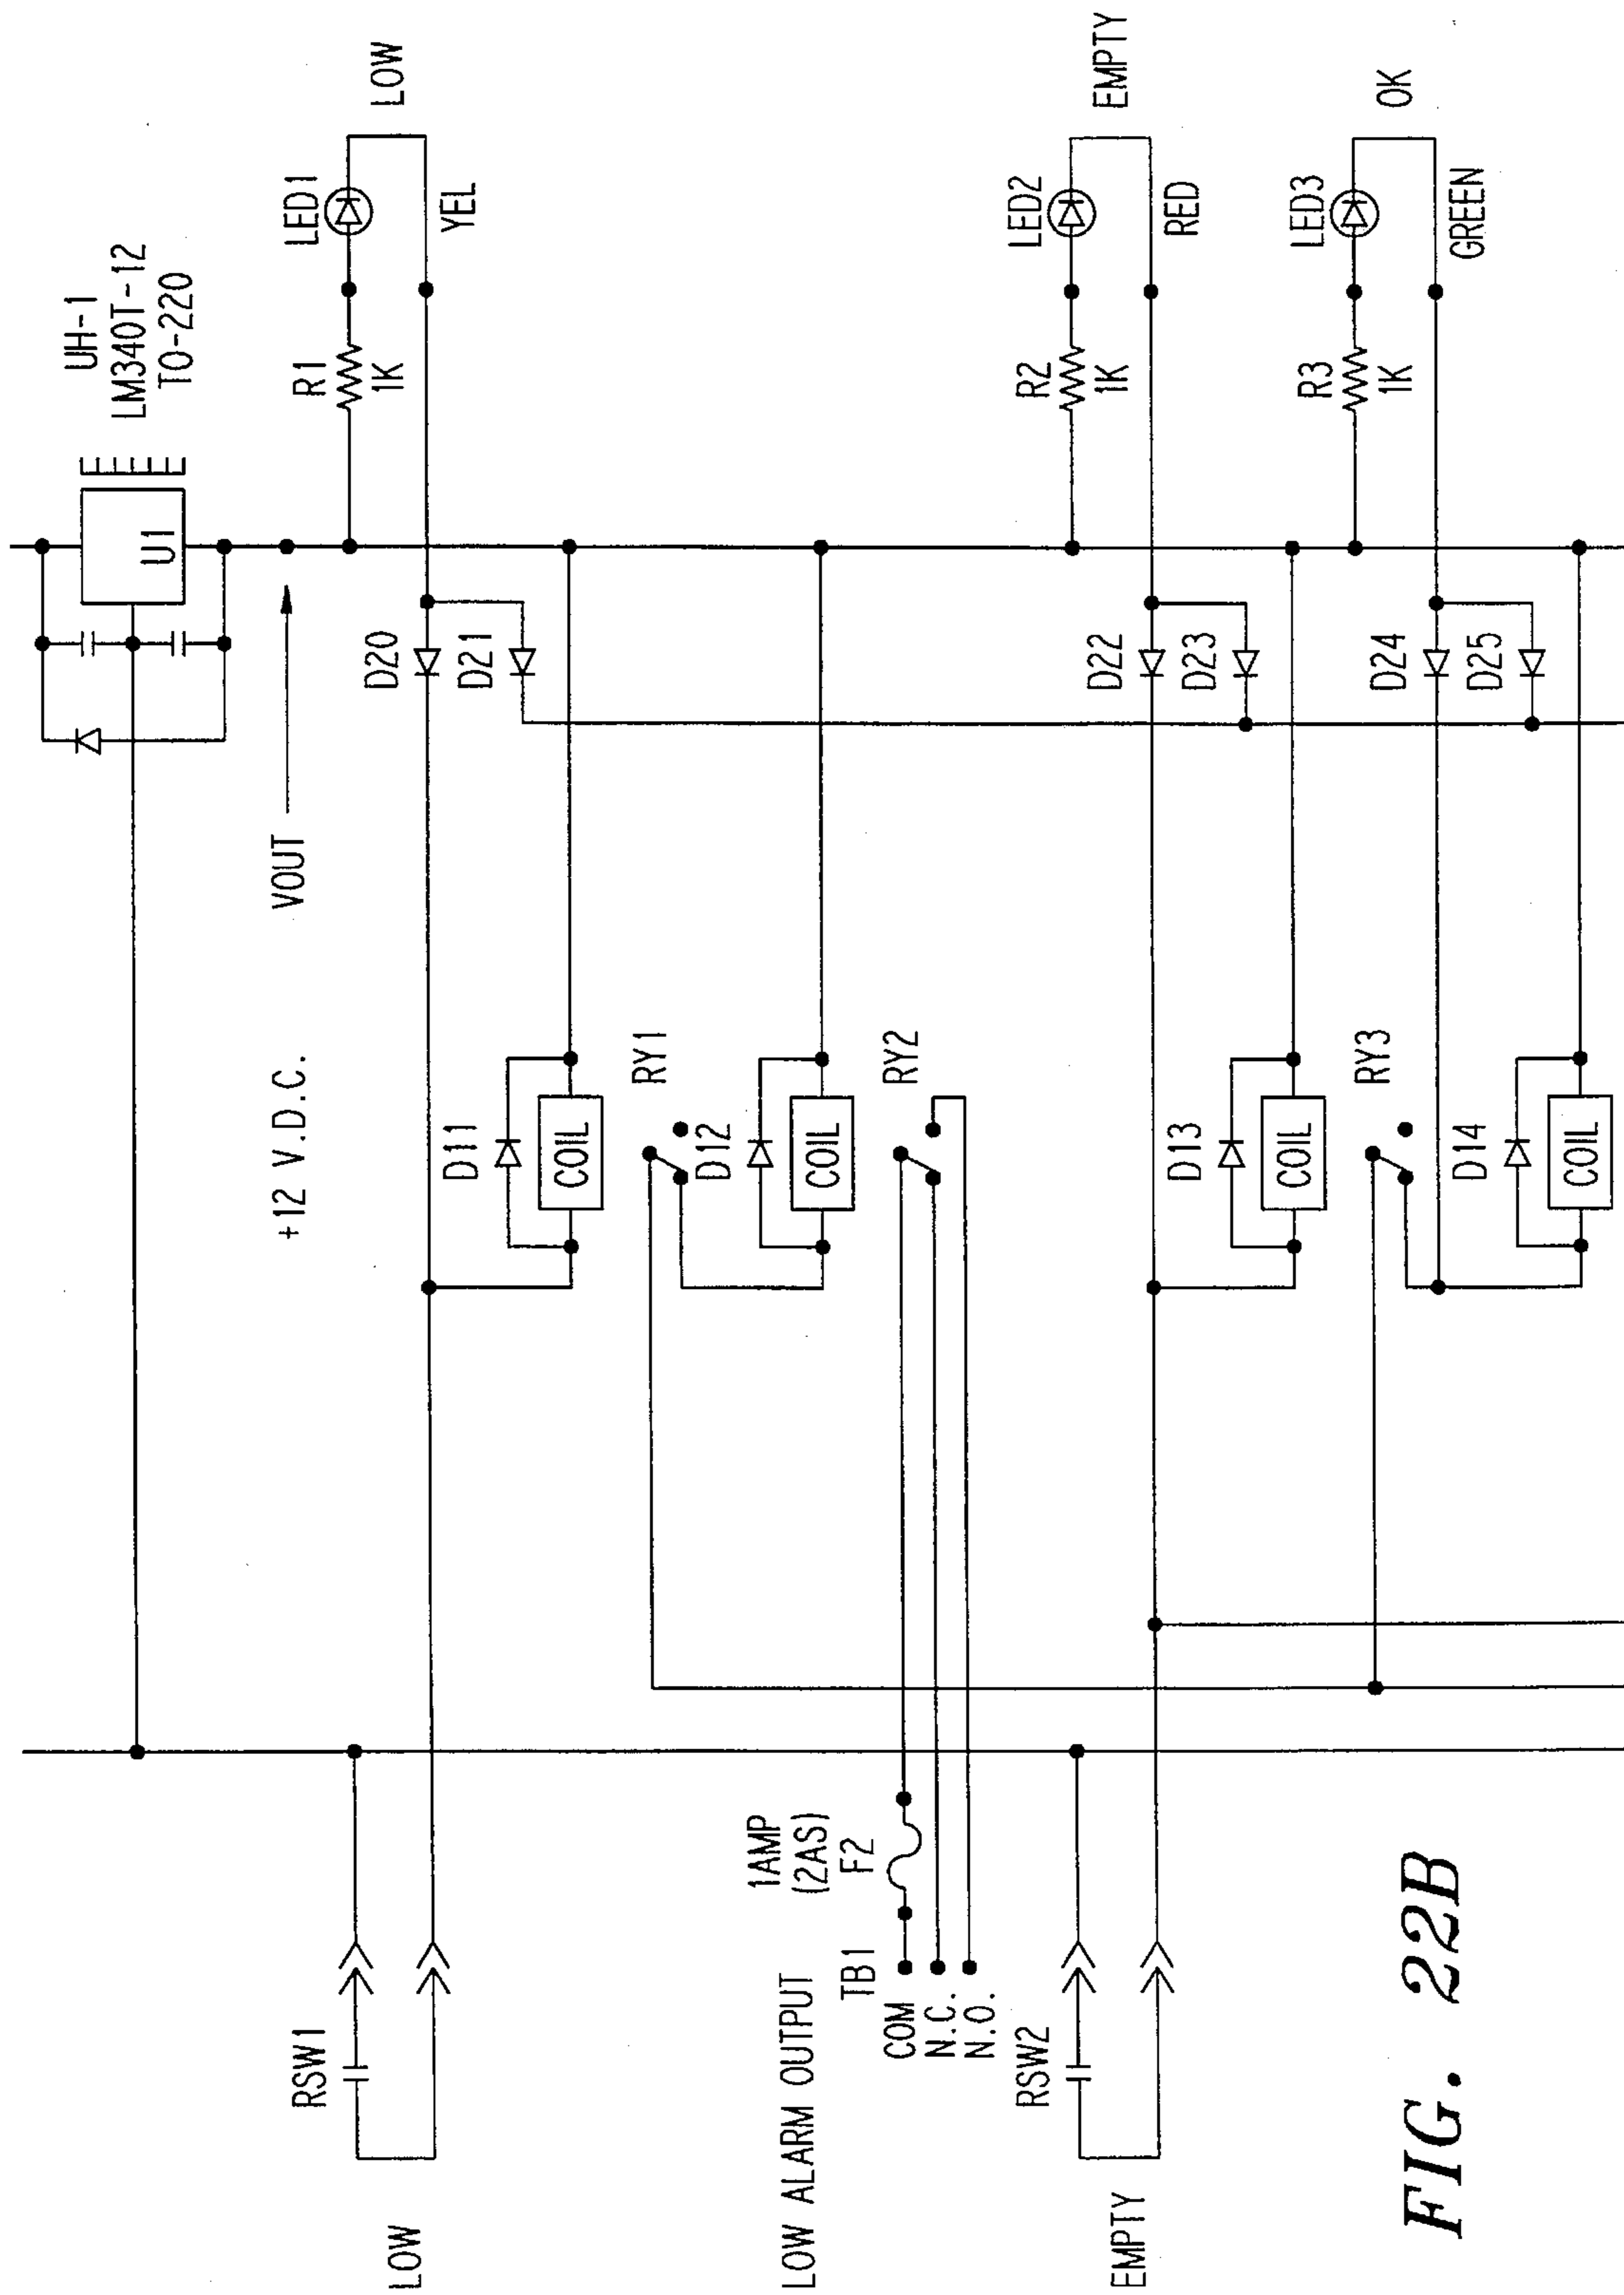 UH-1
LM340T-12
TO-220
U1
+12 V.D.C.
VOUT
RSW1
LOW
R1
1K
LED1
LOW
YEL
D20
D21
D11
COIL
RY1
D12
COIL
LOW ALARM OUTPUT
1AMP
(2AS)
F2
TB1
COM
N.C.
N.O.
RY2
RSW2
EMPTY
R2
1K
LED2
EMPTY
RED
D22
D23
D13
COIL
RY3
R3
1K
LED3
OK
GREEN
D24
D25
D14
COIL
FIG. 22B